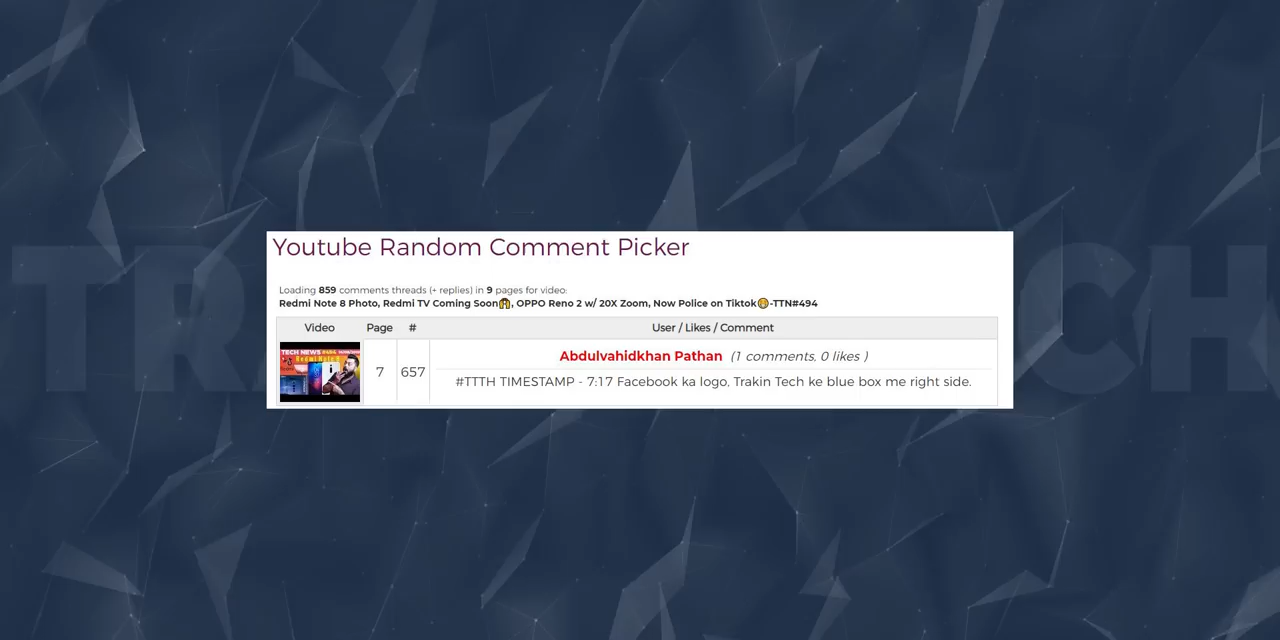 Youtube Random Comment Picker
Loading 859 comments threads (+ replies) in 9 pages for video:
Redmi Note 8 Photo, Redmi TV Coming Soon😱, OPPO Reno 2 w/ 20X Zoom, Now Police on Tiktok😂-TTN#494
Video Page # User / Likes / Comment
TECH NEWS #494
7 657
Abdulvahidkhan Pathan (1 comments, 0 likes )
#TTTH TIMESTAMP - 7:17 Facebook ka logo, Trakin Tech ke blue box me right side.